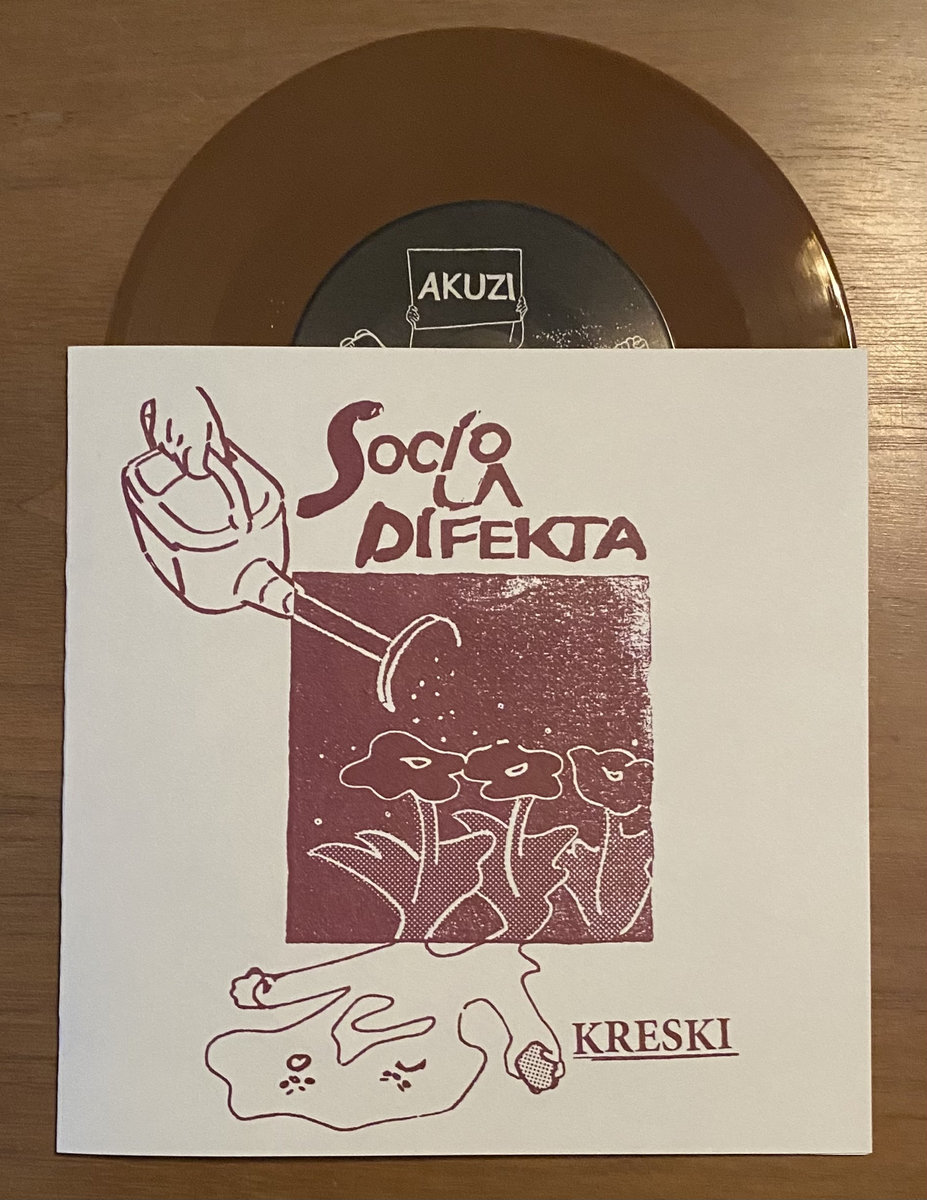 AKUZI
SOCIO
LA
DIFEKTA
KRESKI